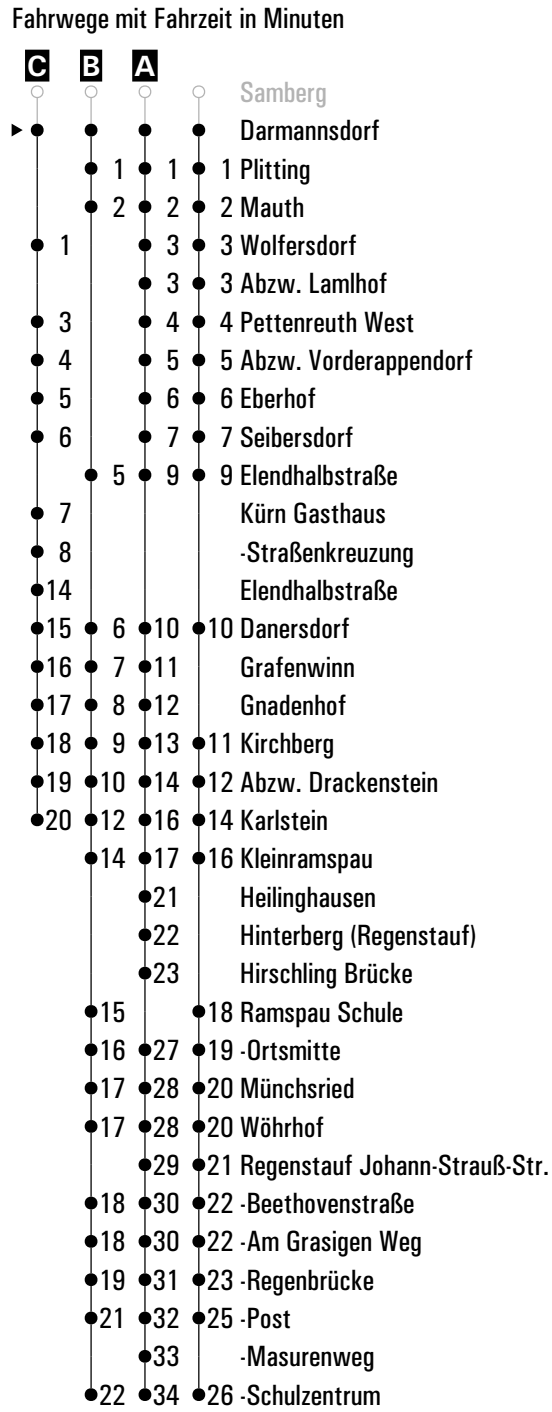 Fahrwege mit Fahrzeit in Minuten
C B A
Samberg
Darmannsdorf
1 1 1 Plitting
2 2 2 Mauth
1 3 3 Wolfersdorf
3 3 Abzw. Lamlhof
3 4 4 Pettenreuth West
4 5 5 Abzw. Vorderappendorf
5 6 6 Eberhof
6 7 7 Seibersdorf
5 9 9 Elendhalbstraße
7 Kürn Gasthaus
8 -Straßenkreuzung
14 Elendhalbstraße
15 6 10 10 Danersdorf
16 7 11 Grafenwinn
17 8 12 Gnadenhof
18 9 13 11 Kirchberg
19 10 14 12 Abzw. Drackenstein
20 12 16 14 Karlstein
14 17 16 Kleinramspau
21 Heilinghausen
22 Hinterberg (Regenstauf)
23 Hirschling Brücke
15 18 Ramspau Schule
16 27 19 -Ortsmitte
17 28 20 Münchsried
17 28 20 Wöhrhof
29 21 Regenstauf Johann-Strauß-Str.
18 30 22 -Beethovenstraße
18 30 22 -Am Grasigen Weg
19 31 23 -Regenbrücke
21 32 25 -Post
33 -Masurenweg
22 34 26 -Schulzentrum